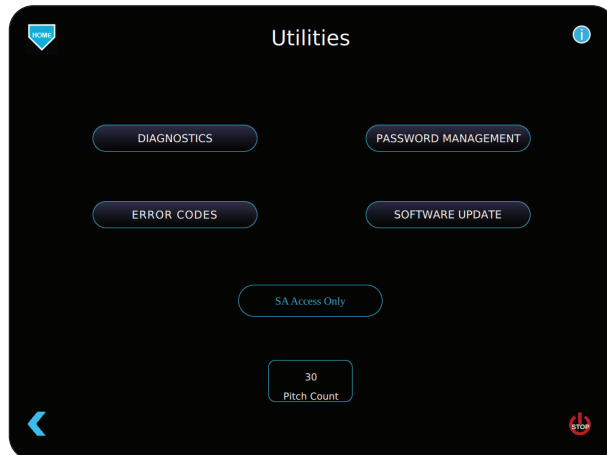 HOME
Utilities
i
DIAGNOSTICS
PASSWORD MANAGEMENT
ERROR CODES
SOFTWARE UPDATE
SA Access Only
30
Pitch Count
STOP